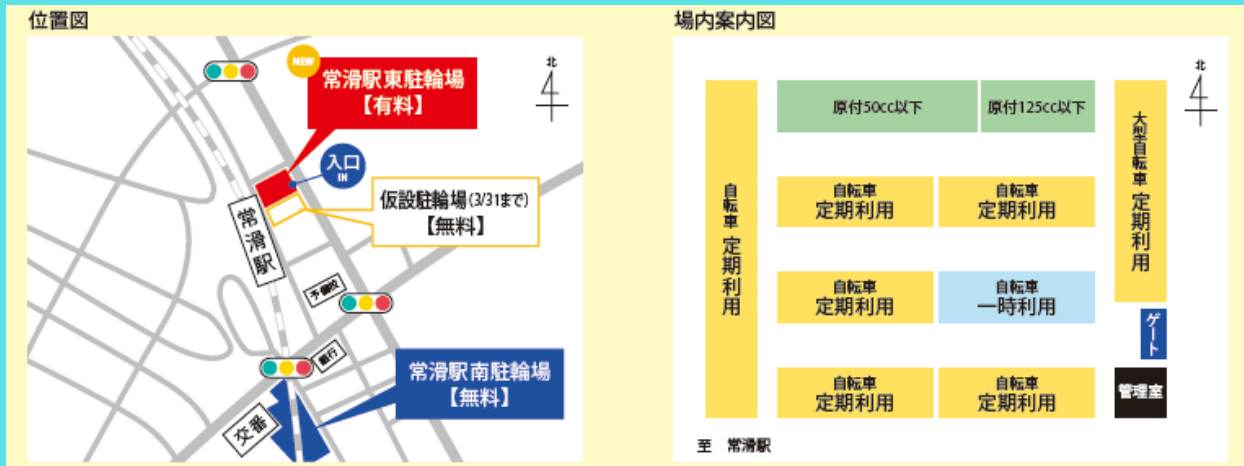 位置図
北
NEW
常滑駅東駐輪場
【有料】
入口
IN
仮設駐輪場(3/31まで)
【無料】
常滑駅
予備校
銀行
常滑駅南駐輪場
【無料】
交番
場内案内図
北
原付50cc以下
原付125cc以下
大型自転車 定期利用
自転車 定期利用
自転車
定期利用
自転車
定期利用
自転車
定期利用
自転車
一時利用
ゲート
自転車
定期利用
自転車
定期利用
管理室
至 常滑駅